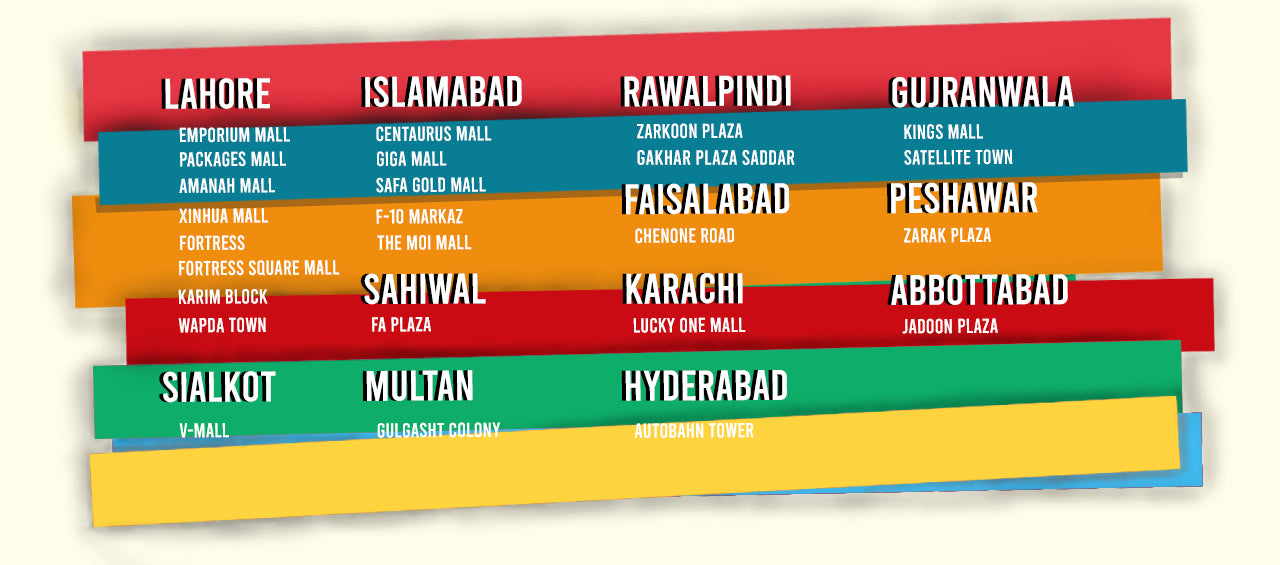 LAHORE
EMPORIUM MALL
PACKAGES MALL
AMANAH MALL
XINHUA MALL
FORTRESS
FORTRESS SQUARE MALL
KARIM BLOCK
WAPDA TOWN
ISLAMABAD
CENTAURUS MALL
GIGA MALL
SAFA GOLD MALL
F-10 MARKAZ
THE MOI MALL
RAWALPINDI
ZARKOON PLAZA
GAKHAR PLAZA SADDAR
GUJRANWALA
KINGS MALL
SATELLITE TOWN
FAISALABAD
CHENONE ROAD
PESHAWAR
ZARAK PLAZA
SAHIWAL
FA PLAZA
KARACHI
LUCKY ONE MALL
ABBOTTABAD
JADOON PLAZA
SIALKOT
V-MALL
MULTAN
GULGASHT COLONY
HYDERABAD
AUTOBAHN TOWER